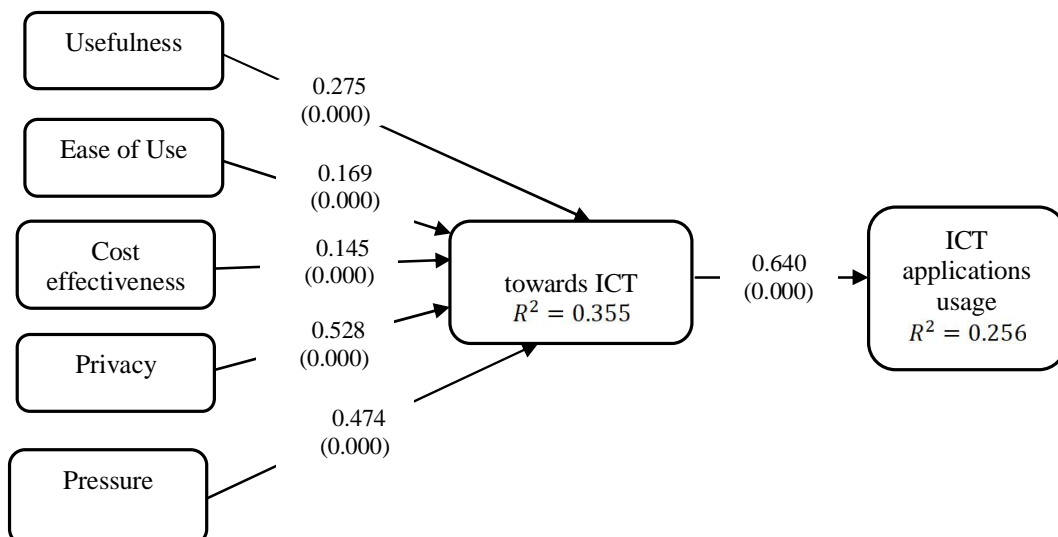 Usefulness
0.275
(0.000)
Ease of Use
0.169
(0.000)
Cost
effectiveness
0.145
(0.000)
Privacy
0.528
(0.000)
Pressure
0.474
(0.000)
towards ICT
R² = 0.355
0.640
(0.000)
ICT
applications
usage
R² = 0.256